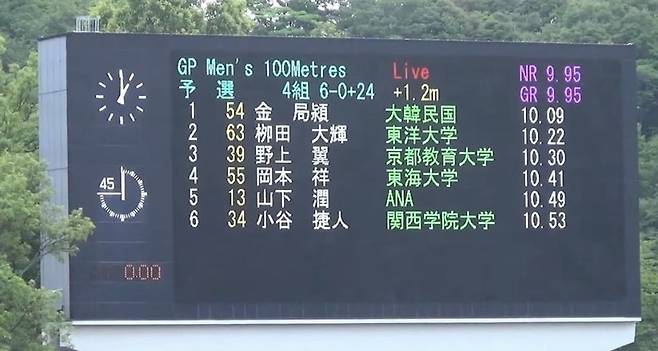 GP Men's 100Metres Live NR 9.95
予 選 4組 6-0+24 +1.2m GR 9.95
1 54 金 局潁 大韓民国 10.09
2 63 栁田 大輝 東洋大学 10.22
3 39 野上 翼 京都教育大学 10.30
4 55 岡本 祥 東海大学 10.41
5 13 山下 潤 ANA 10.49
6 34 小谷 捷人 関西学院大学 10.53
45
0.00